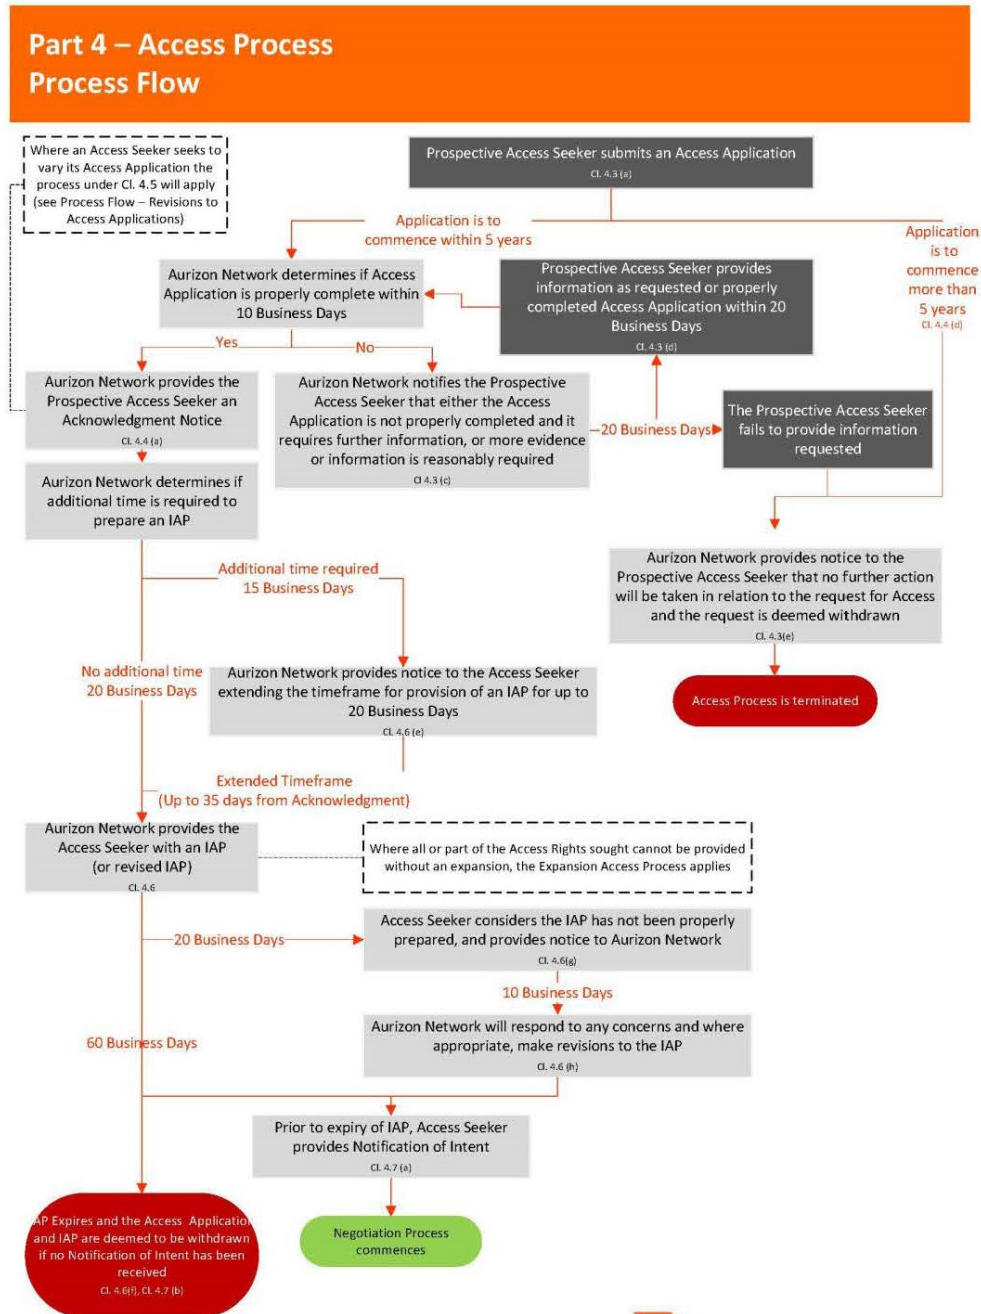 Part 4 – Access Process
Process Flow
Where an Access Seeker seeks to
vary its Access Application the
process under Cl. 4.5 will apply
(see Process Flow – Revisions to
Access Applications)
Prospective Access Seeker submits an Access Application
Cl. 4.3 (a)
Application is to
commence within 5 years
Application
is to
commence
more than
5 years
Cl. 4.4 (d)
Aurizon Network determines if Access
Application is properly complete within
10 Business Days
Prospective Access Seeker provides
information as requested or properly
completed Access Application within 20
Business Days
Cl. 4.3 (d)
Yes
No
Aurizon Network provides the
Prospective Access Seeker an
Acknowledgment Notice
Cl. 4.4 (a)
Aurizon Network notifies the Prospective
Access Seeker that either the Access
Application is not properly completed and it
requires further information, or more evidence
or information is reasonably required
Cl 4.3 (c)
20 Business Days
The Prospective Access Seeker
fails to provide information
requested
Aurizon Network determines if
additional time is required to
prepare an IAP
Aurizon Network provides notice to the
Prospective Access Seeker that no further action
will be taken in relation to the request for Access
and the request is deemed withdrawn
Cl. 4.3(e)
Additional time required
15 Business Days
No additional time
20 Business Days
Aurizon Network provides notice to the Access Seeker
extending the timeframe for provision of an IAP for up to
20 Business Days
Cl. 4.6 (e)
Access Process is terminated
Extended Timeframe
(Up to 35 days from Acknowledgment)
Aurizon Network provides the
Access Seeker with an IAP
(or revised IAP)
Cl. 4.6
Where all or part of the Access Rights sought cannot be provided
without an expansion, the Expansion Access Process applies
20 Business Days
Access Seeker considers the IAP has not been properly
prepared, and provides notice to Aurizon Network
Cl. 4.6(g)
10 Business Days
60 Business Days
Aurizon Network will respond to any concerns and where
appropriate, make revisions to the IAP
Cl. 4.6 (h)
Prior to expiry of IAP, Access Seeker
provides Notification of Intent
Cl. 4.7 (a)
AP Expires and the Access Application
and IAP are deemed to be withdrawn
if no Notification of Intent has been
received
Cl. 4.6(f), Cl. 4.7 (b)
Negotiation Process
commences